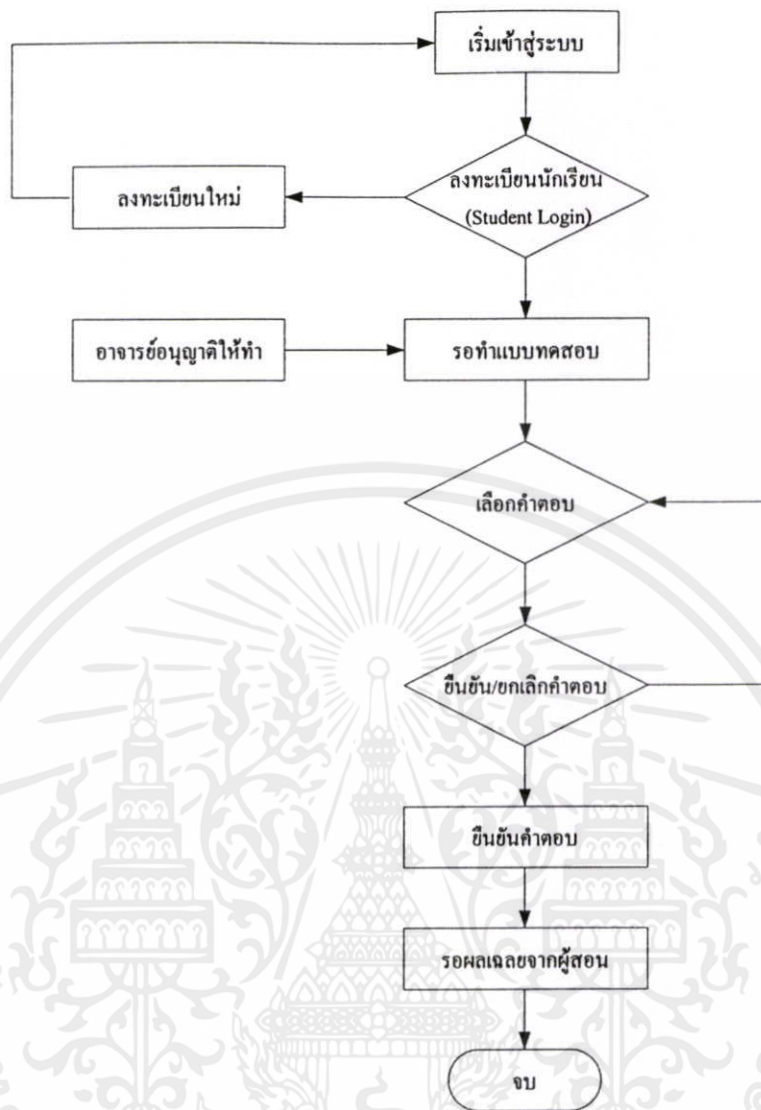 เริ่มเข้าสู่ระบบ
ลงทะเบียนนักเรียน
(Student Login)
ลงทะเบียนใหม่
อาจารย์อนุญาติให้ทำ
รอทำแบบทดสอบ
เลือกคำตอบ
ยืนยัน/ยกเลิกคำตอบ
ยืนยันคำตอบ
รอผลเฉลยจากผู้สอน
จบ